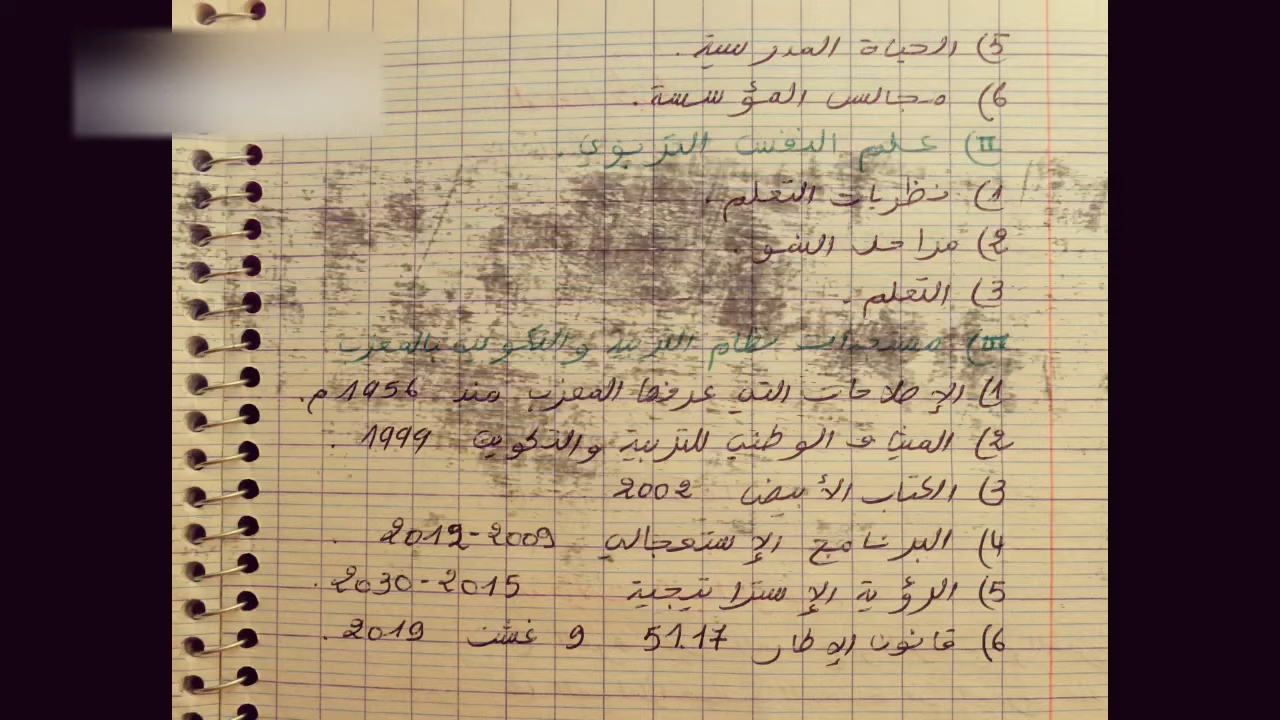 5) الحياة المدرسية.
6) مجالس المؤسسة.
II) علم النفس التربوي.
1) نظريات التعلم.
2) مراحل النمو.
3) التعلم.
III) مستجدات نظام التربية والتكوين بالمغرب
1) الإصلاحات التي عرفها المغرب منذ 1956م.
2) الميثاق الوطني للتربية والتكوين 1999.
3) الكتاب الأبيض 2002
4) البرنامج الإستعجالي 2009-2012.
5) الرؤية الإستراتيجية 2015-2030.
6) قانون الإطار 51.17 9 غشت 2019.